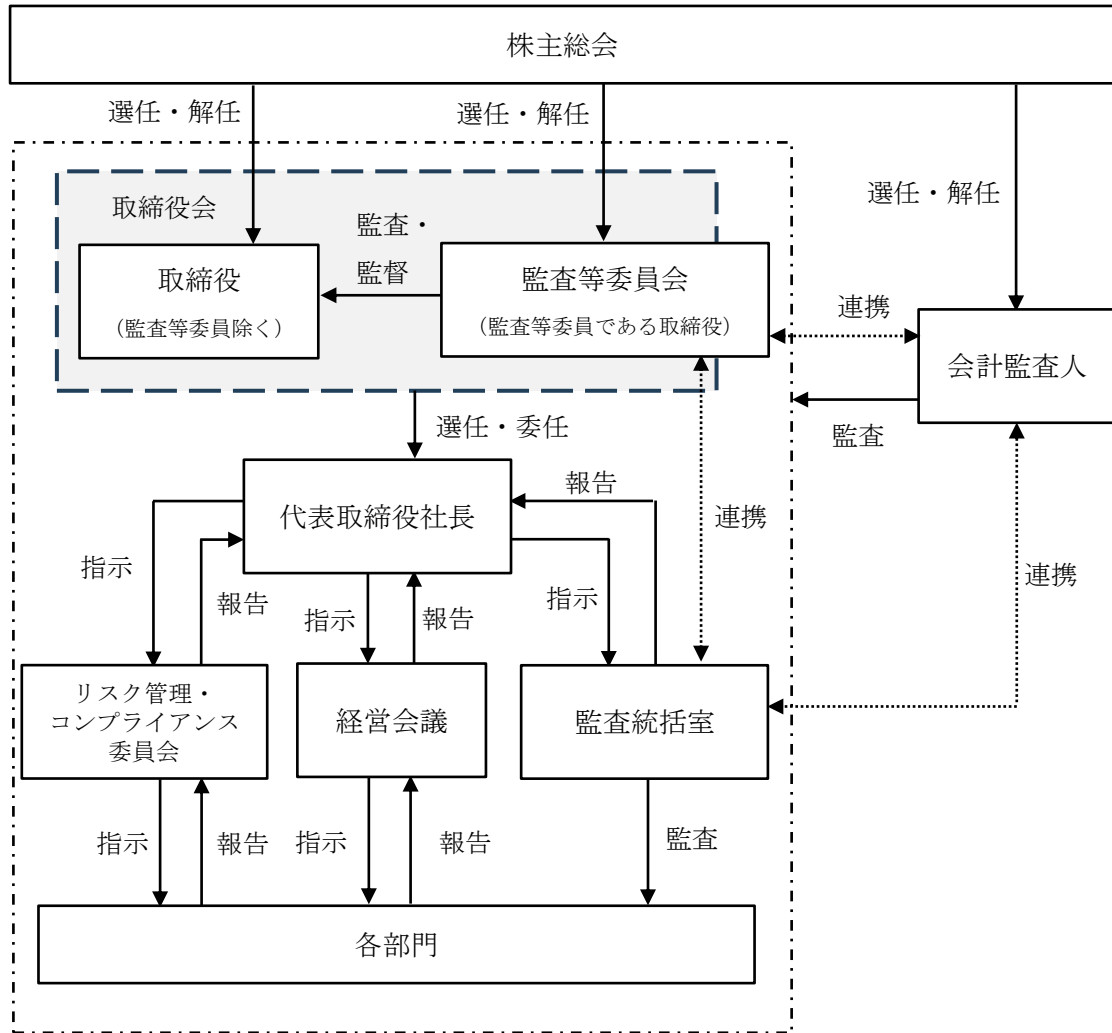 株主総会
選任・解任
選任・解任
選任・解任
取締役会
監査・
監督
取締役
（監査等委員除く）
監査等委員会
（監査等委員である取締役）
連携
会計監査人
監査
選任・委任
代表取締役社長
報告
連携
連携
指示
報告
指示
報告
指示
リスク管理・
コンプライアンス
委員会
経営会議
監査統括室
指示
報告
指示
報告
監査
各部門